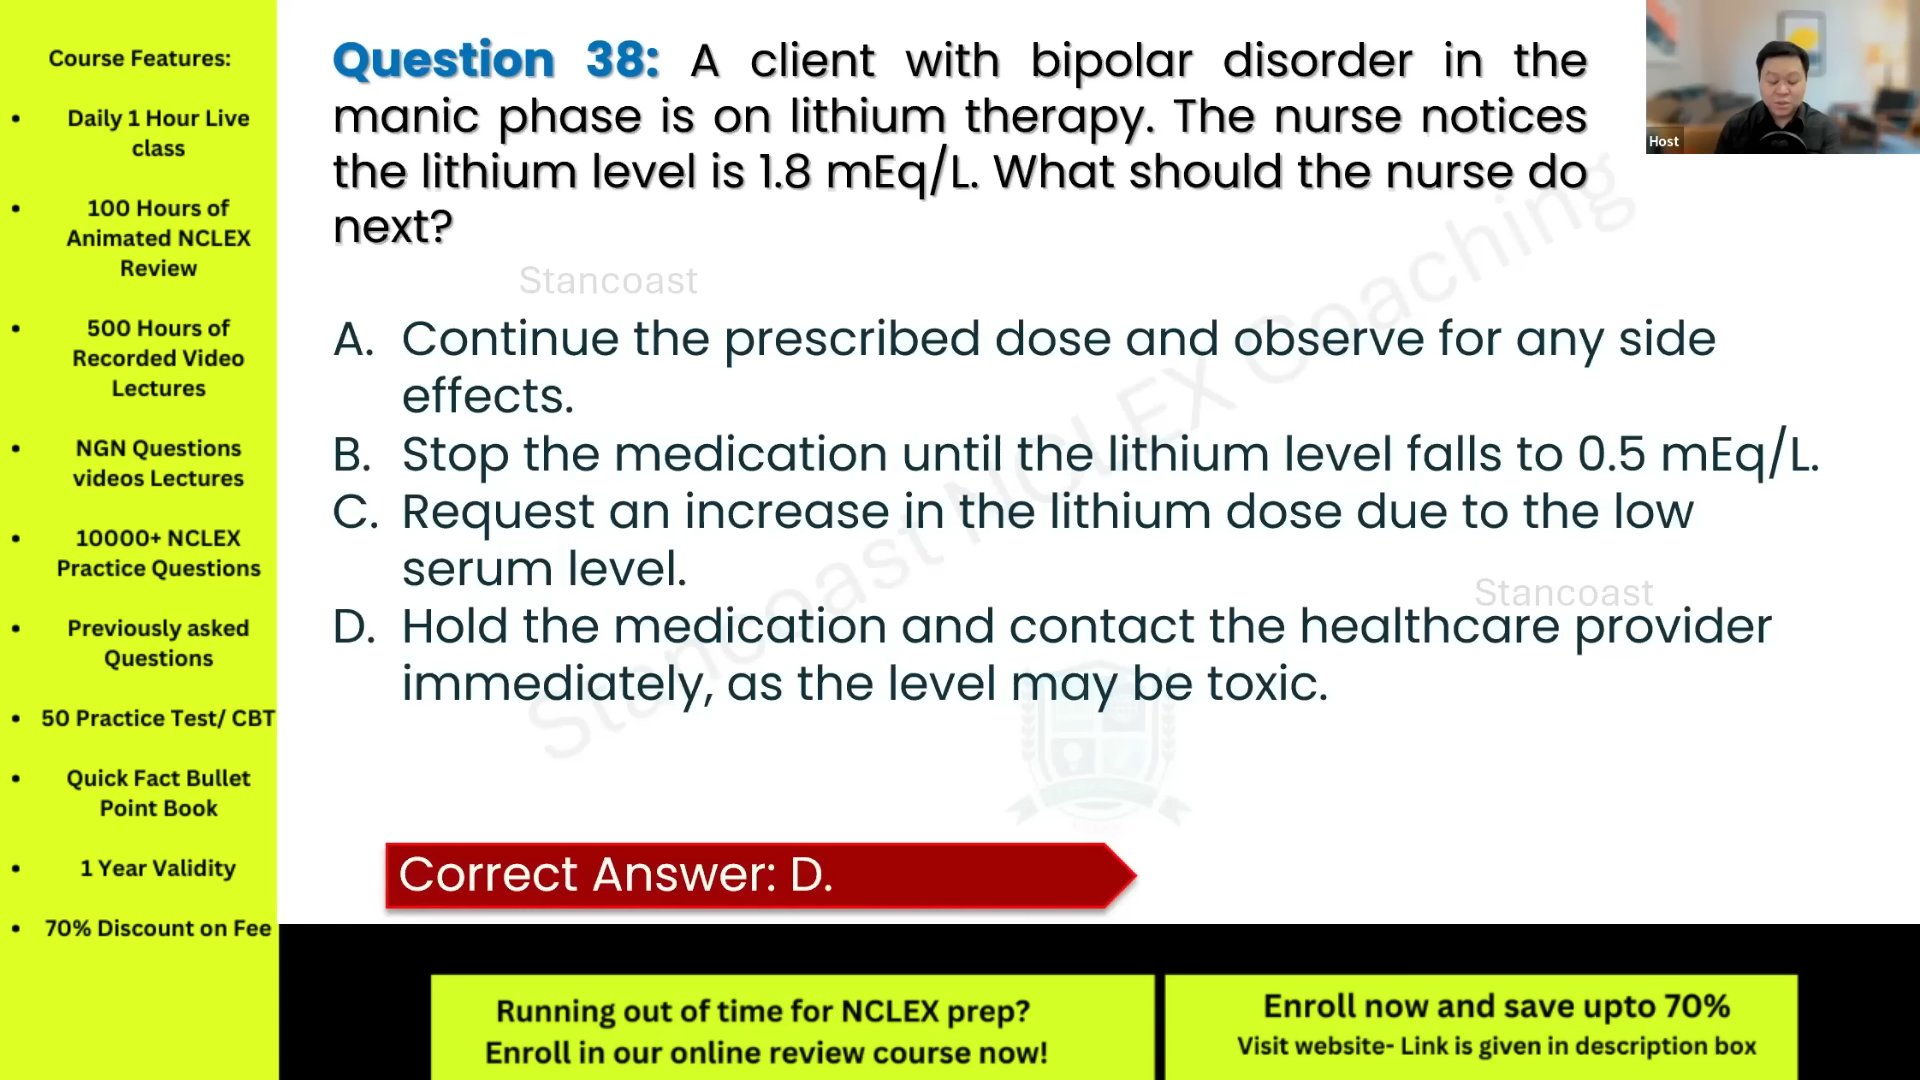 Course Features:
• Daily 1 Hour Live
class
• 100 Hours of
Animated NCLEX
Review
• 500 Hours of
Recorded Video
Lectures
• NGN Questions
videos Lectures
• 10000+ NCLEX
Practice Questions
• Previously asked
Questions
• 50 Practice Test/ CBT
• Quick Fact Bullet
Point Book
• 1 Year Validity
• 70% Discount on Fee
Question 38: A client with bipolar disorder in the
manic phase is on lithium therapy. The nurse notices
the lithium level is 1.8 mEq/L. What should the nurse do
next?
Host
Stancoast
A. Continue the prescribed dose and observe for any side
effects.
B. Stop the medication until the lithium level falls to 0.5 mEq/L.
C. Request an increase in the lithium dose due to the low
serum level.
Stancoast
D. Hold the medication and contact the healthcare provider
immediately, as the level may be toxic.
Stancoast NCLEX Coaching
Correct Answer: D.
Running out of time for NCLEX prep?
Enroll in our online review course now!
Enroll now and save upto 70%
Visit website- Link is given in description box